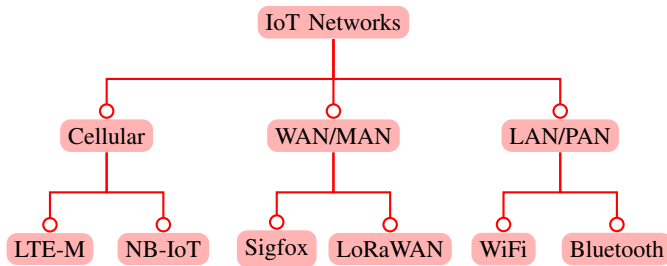 IoT Networks
Cellular WAN/MAN LAN/PAN
LTE-M NB-IoT Sigfox LoRaWAN WiFi Bluetooth